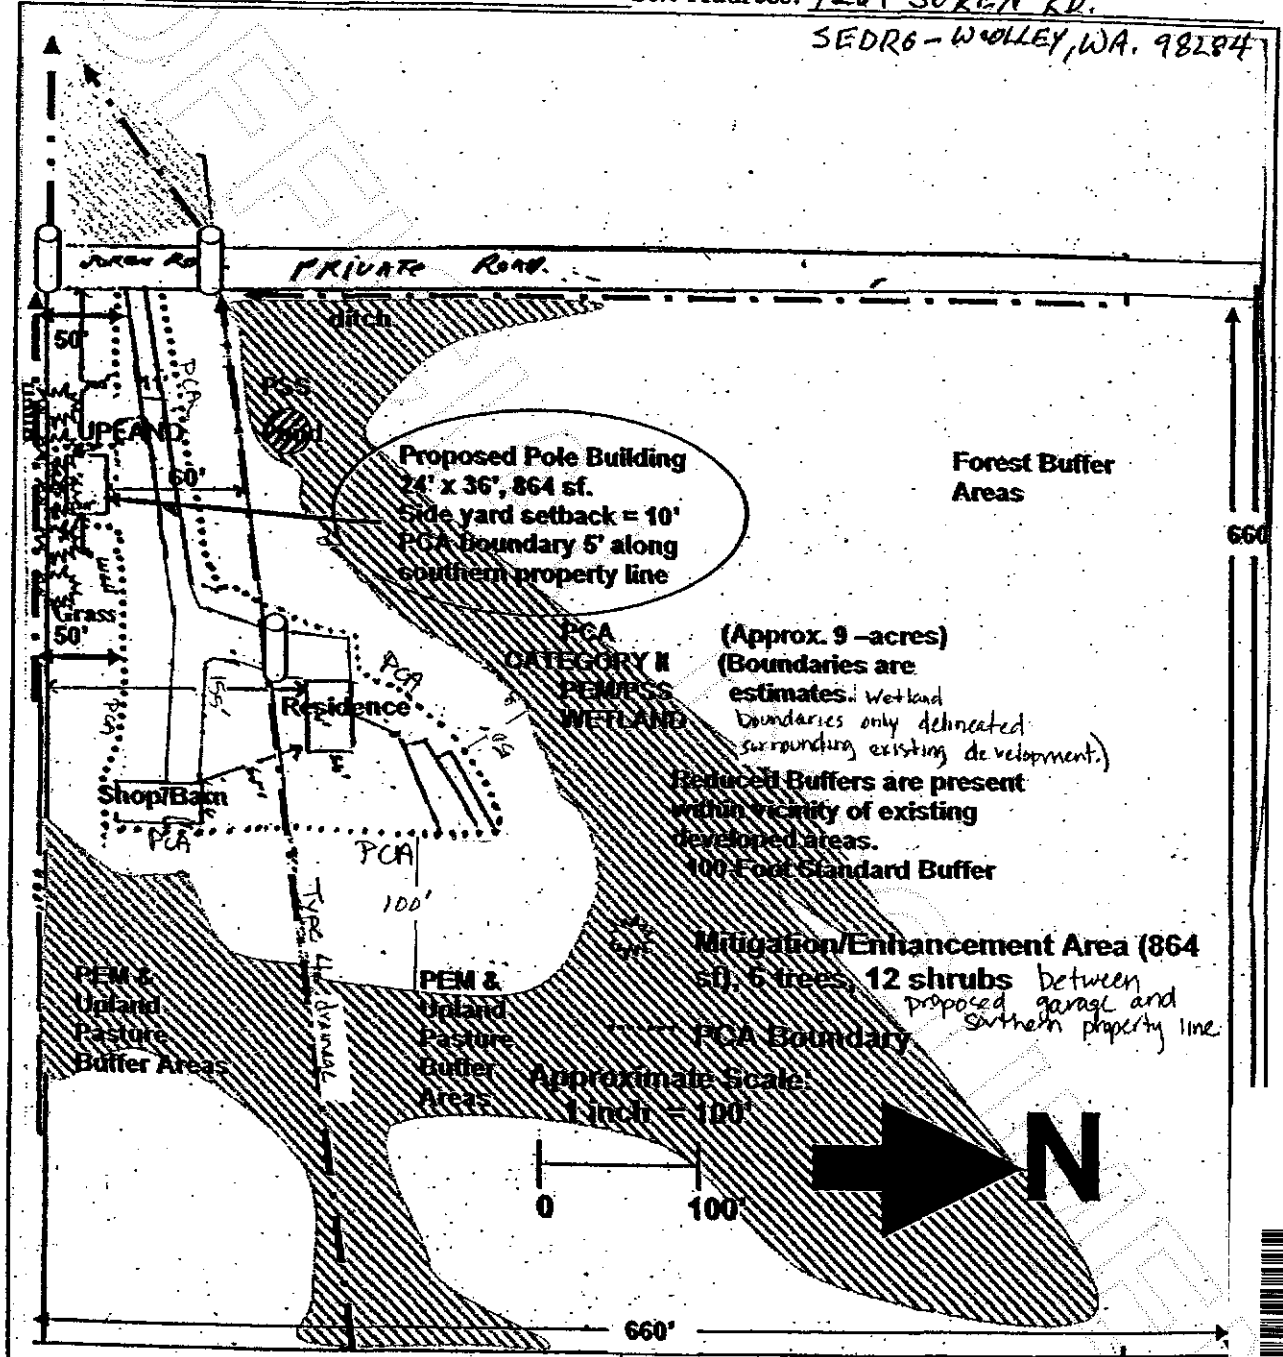 SEDRO-WOOLLEY, WA. 98284
PRIVATE ROAD.
ditch
50'
PCA
PSS
UPLAND
60'
Proposed Pole Building
24' x 36', 864 sf.
Side yard setback = 10'
PCA boundary 5' along
southern property line
Forest Buffer
Areas
660
Grass
50'
PCA
CATEGORY II
PEM/PSS
WETLAND
(Approx. 9 –acres)
(Boundaries are
estimates. Wetland
boundaries only delineated
surrounding existing development.)
PCA
155'
Residence
PCA
Shop/Barn
PCA
PCA
100'
Reduced Buffers are present
within vicinity of existing
developed areas.
100-Foot Standard Buffer
Mitigation/Enhancement Area (864
sf), 6 trees, 12 shrubs between
proposed garage and
southern property line
PCA Boundary
PEM &
Upland
Pasture
Buffer Areas
PEM &
Upland
Pasture
Buffer
Areas
Approximate Scale:
1 inch = 100'
0 100'
N
660'